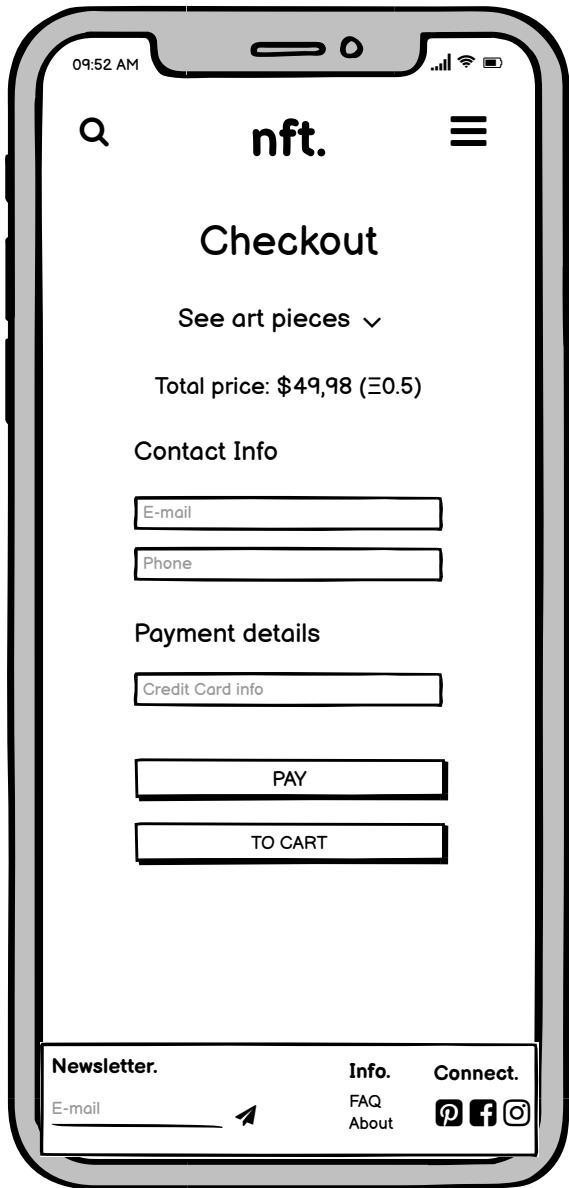 09:52 AM
nft.
Checkout
See art pieces
Total price: $49,98 (Ξ0.5)
Contact Info
E-mail
Phone
Payment details
Credit Card info
PAY
TO CART
Newsletter.
E-mail
Info.
FAQ
About
Connect.